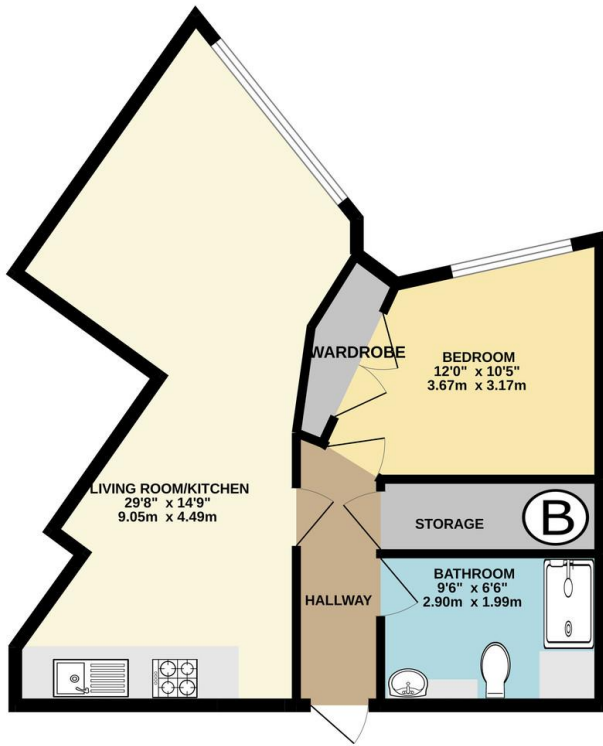 WARDROBE
BEDROOM
12'0" x 10'5"
3.67m x 3.17m
LIVING ROOM/KITCHEN
29'8" x 14'9"
9.05m x 4.49m
STORAGE
B
BATHROOM
9'6" x 6'6"
2.90m x 1.99m
HALLWAY